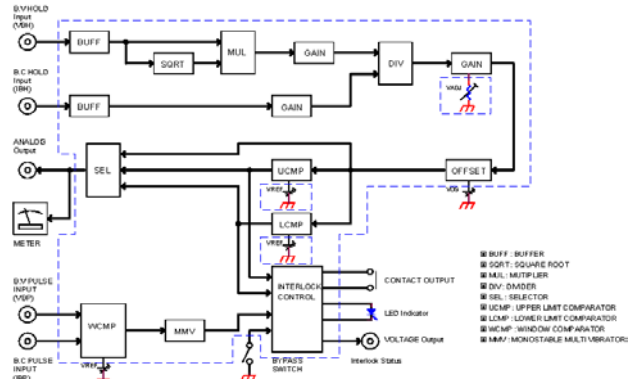 B.V HOLD
Input
(VBH)
BUFF
SQRT
MUL
GAIN
DIV
GAIN
VADJ
B.C HOLD
Input
(IBH)
BUFF
GAIN
ANALOG
Output
SEL
UCMP
VREF
OFFSET
VOS
LCMP
VREF
METER
B.V PULSE
INPUT
(VBP)
WCMP
MMV
INTERLOCK
CONTROL
CONTACT OUTPUT
LED Indicator
VOLTAGE Output
Interlock Status
B.C PULSE
INPUT
(IBP)
VREF
BYPASS
SWITCH
BUFF : BUFFER
SQRT : SQUARE ROOT
MUL : MUTIPLIER
DIV : DIVIDER
SEL : SELECTOR
UCMP : UPPER LIMIT COMPARATOR
LCMP : LOWER LIMIT COMPARATOR
WCMP : WINDOW COMPARATOR
MMV : MONOSTABLE MULTI VIBRATOR